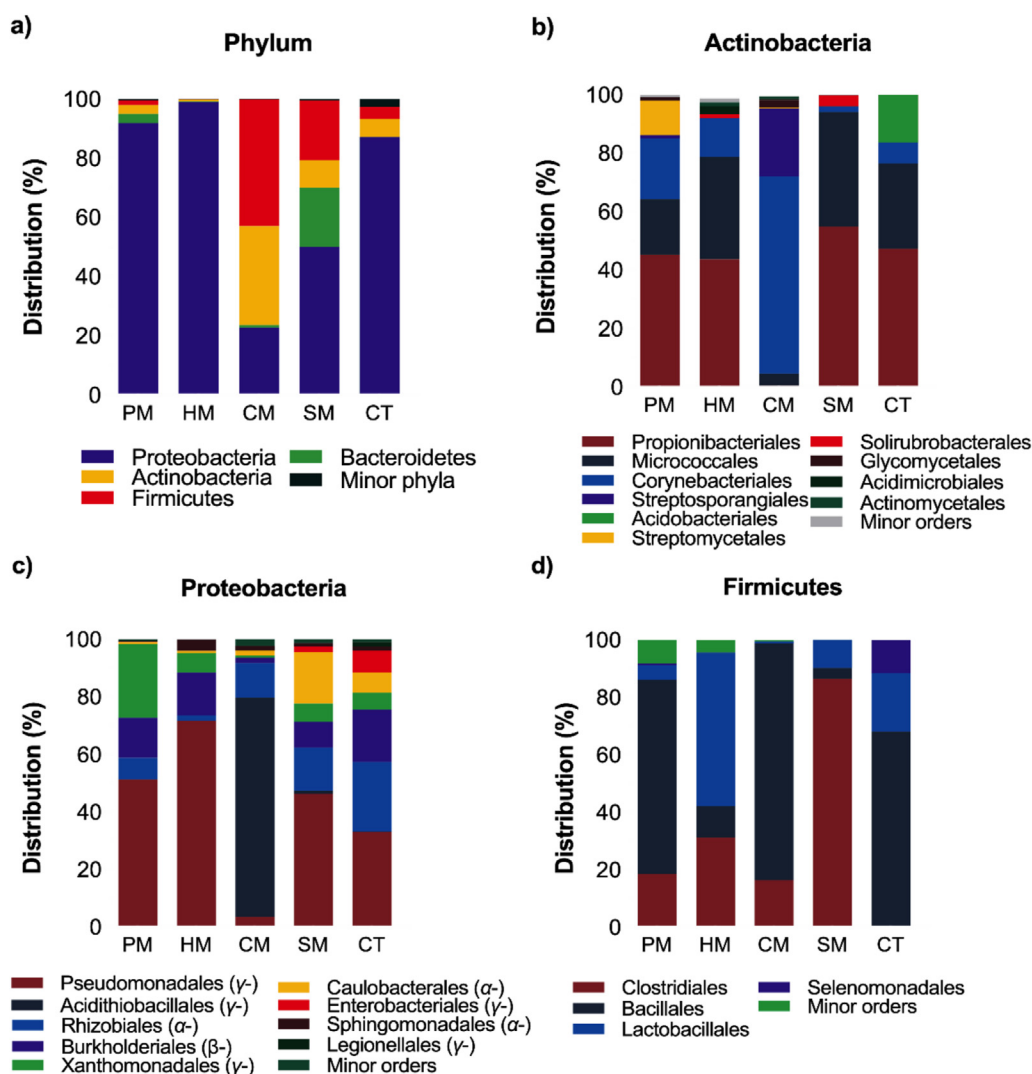 a)
Phylum
Distribution (%)
100
80
60
40
20
0
PM HM CM SM CT
Proteobacteria
Actinobacteria
Firmicutes
Bacteroidetes
Minor phyla
b)
Actinobacteria
Distribution (%)
100
80
60
40
20
0
PM HM CM SM CT
Propionibacteriales
Micrococcales
Corynebacteriales
Streptosporangiales
Acidobacteriales
Streptomycetales
Solirubrobacterales
Glycomycetales
Acidimicrobiales
Actinomycetales
Minor orders
c)
Proteobacteria
Distribution (%)
100
80
60
40
20
0
PM HM CM SM CT
Pseudomonadales (γ-)
Acidithiobacillales (γ-)
Rhizobiales (α-)
Burkholderiales (β-)
Xanthomonadales (γ-)
Caulobacterales (α-)
Enterobacteriales (γ-)
Sphingomonadales (α-)
Legionellales (γ-)
Minor orders
d)
Firmicutes
Distribution (%)
100
80
60
40
20
0
PM HM CM SM CT
Clostridiales
Bacillales
Lactobacillales
Selenomonadales
Minor orders